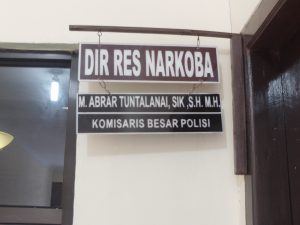 DIR RES NARKOBA
M. ABRAR TUNTALANAI, SIK ,S.H. M.H.
KOMISARIS BESAR POLISI